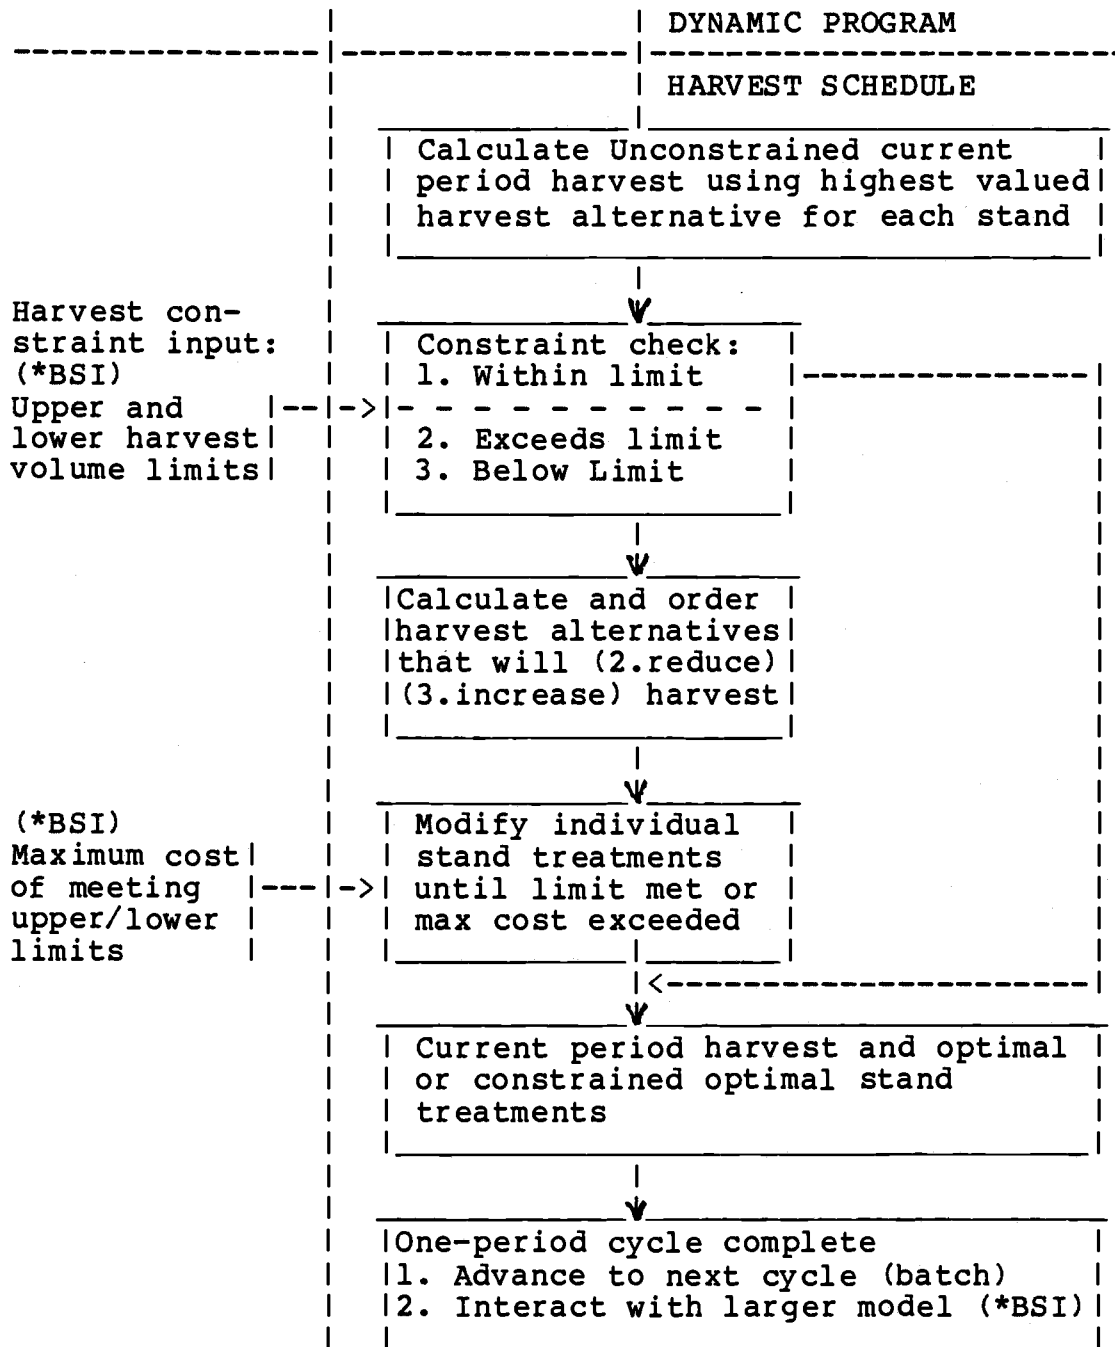 DYNAMIC PROGRAM
HARVEST SCHEDULE
Calculate Unconstrained current
period harvest using highest valued
harvest alternative for each stand
Harvest con-
straint input:
(*BSI)
Upper and
lower harvest
volume limits
Constraint check:
1. Within limit
2. Exceeds limit
3. Below Limit
Calculate and order
harvest alternatives
that will (2.reduce)
(3.increase) harvest
(*BSI)
Maximum cost
of meeting
upper/lower
limits
Modify individual
stand treatments
until limit met or
max cost exceeded
Current period harvest and optimal
or constrained optimal stand
treatments
One-period cycle complete
1. Advance to next cycle (batch)
2. Interact with larger model (*BSI)